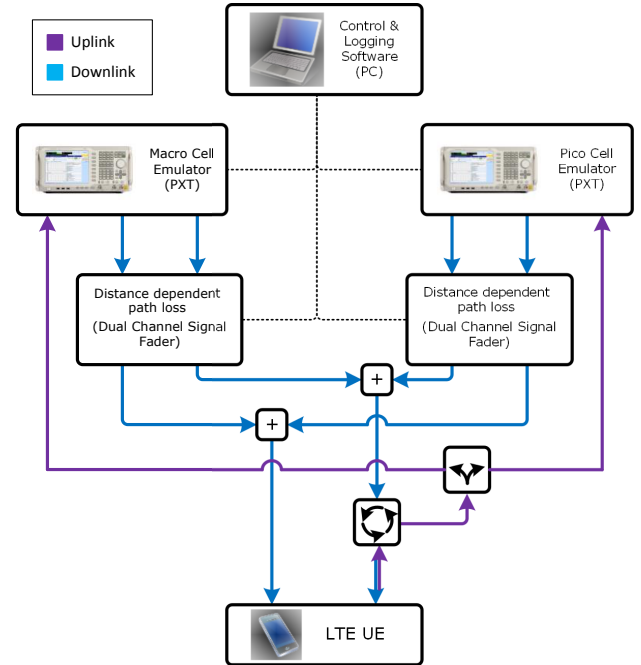 Uplink
Downlink
Control &
Logging
Software
(PC)
Macro Cell
Emulator
(PXT)
Pico Cell
Emulator
(PXT)
Distance dependent
path loss
(Dual Channel Signal
Fader)
Distance dependent
path loss
(Dual Channel Signal
Fader)
+
+
LTE UE